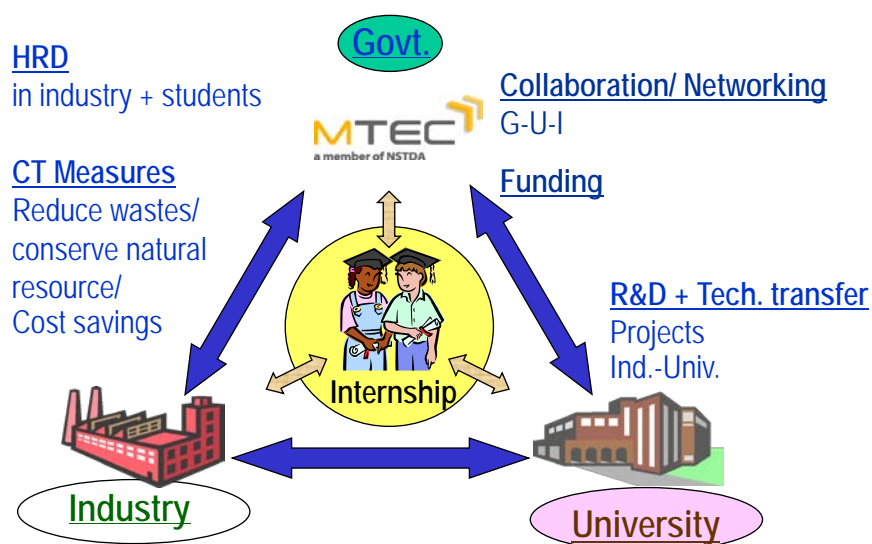 Govt.
HRD
in industry + students
MTEC
a member of NSTDA
Collaboration/ Networking
G-U-I
Funding
CT Measures
Reduce wastes/
conserve natural
resource/
Cost savings
R&D + Tech. transfer
Projects
Ind.-Univ.
Internship
Industry
University